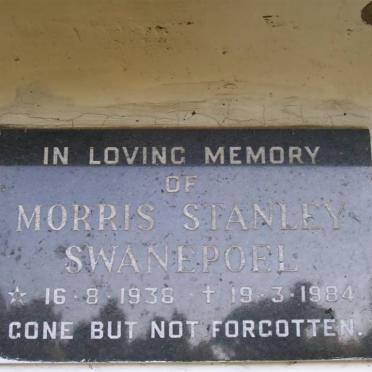 IN LOVING MEMORY
OF
MORRIS STANLEY
SWANEPOEL
☆ 16·8·1938 ✝ 19·3·1984
GONE BUT NOT FORGOTTEN.